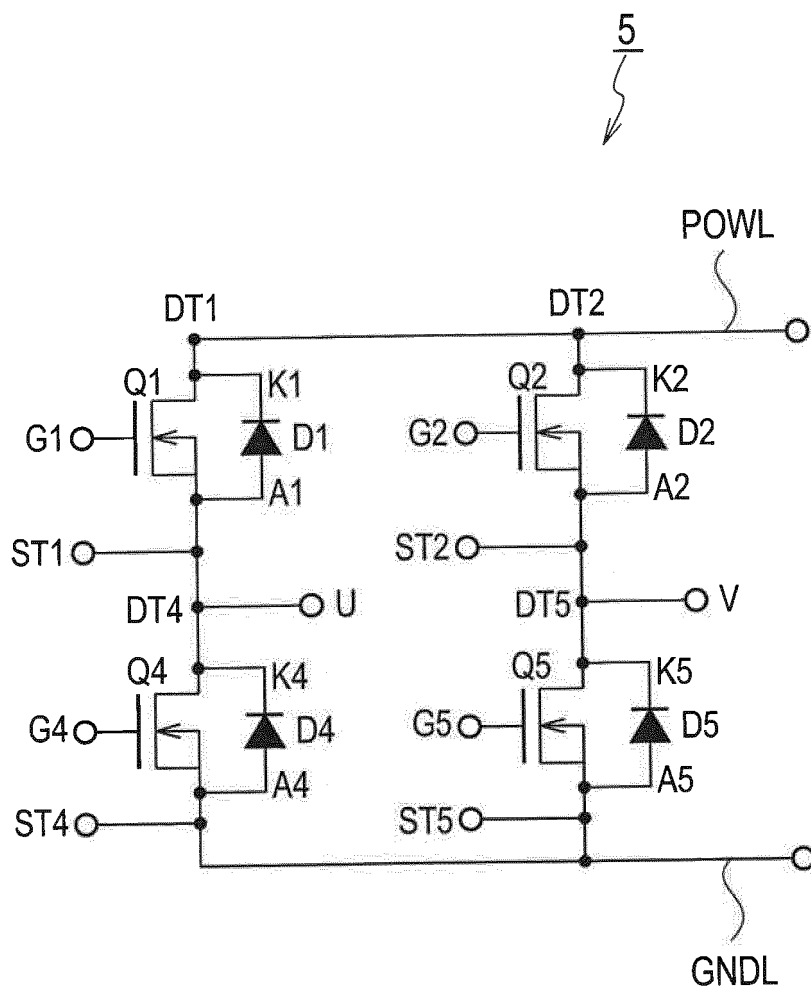 5
POWL
DT1 DT2
Q1 K1 Q2 K2
G1 D1 G2 D2
A1 A2
ST1 ST2
DT4 U DT5 V
Q4 K4 Q5 K5
G4 D4 G5 D5
A4 A5
ST4 ST5
GNDL